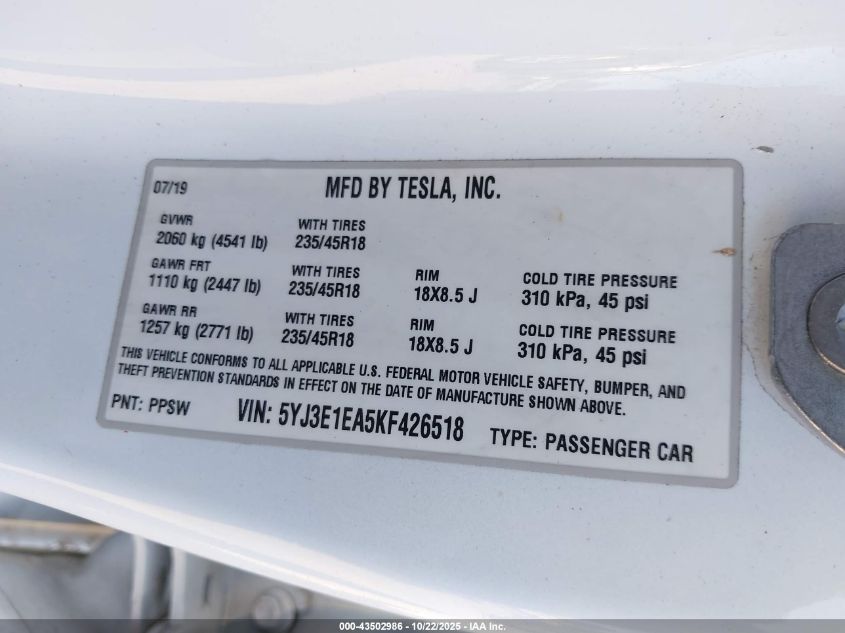 07/19 MFD BY TESLA, INC.
GVWR WITH TIRES
2060 kg (4541 lb) 235/45R18
GAWR FRT WITH TIRES RIM COLD TIRE PRESSURE
1110 kg (2447 lb) 235/45R18 18X8.5 J 310 kPa, 45 psi
GAWR RR WITH TIRES RIM COLD TIRE PRESSURE
1257 kg (2771 lb) 235/45R18 18X8.5 J 310 kPa, 45 psi
THIS VEHICLE CONFORMS TO ALL APPLICABLE U.S. FEDERAL MOTOR VEHICLE SAFETY, BUMPER, AND
THEFT PREVENTION STANDARDS IN EFFECT ON THE DATE OF MANUFACTURE SHOWN ABOVE.
PNT: PPSW VIN: 5YJ3E1EA5KF426518 TYPE: PASSENGER CAR
000-43502986 - 10/22/2025 - IAA Inc.